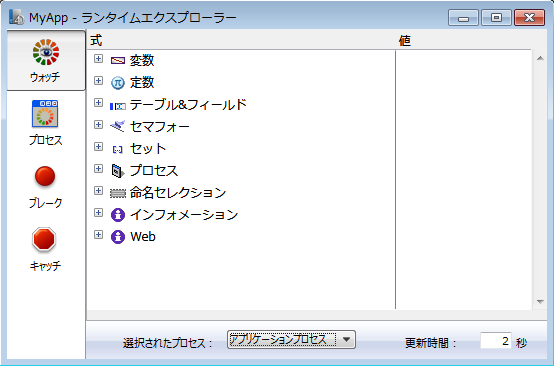 MyApp - ランタイムエクスプローラー
式 値
ウォッチ
プロセス
ブレーク
キャッチ
変数
定数
テーブル&フィールド
セマフォー
セット
プロセス
命名セレクション
インフォメーション
Web
選択されたプロセス： アプリケーションプロセス 更新時間： 2 秒